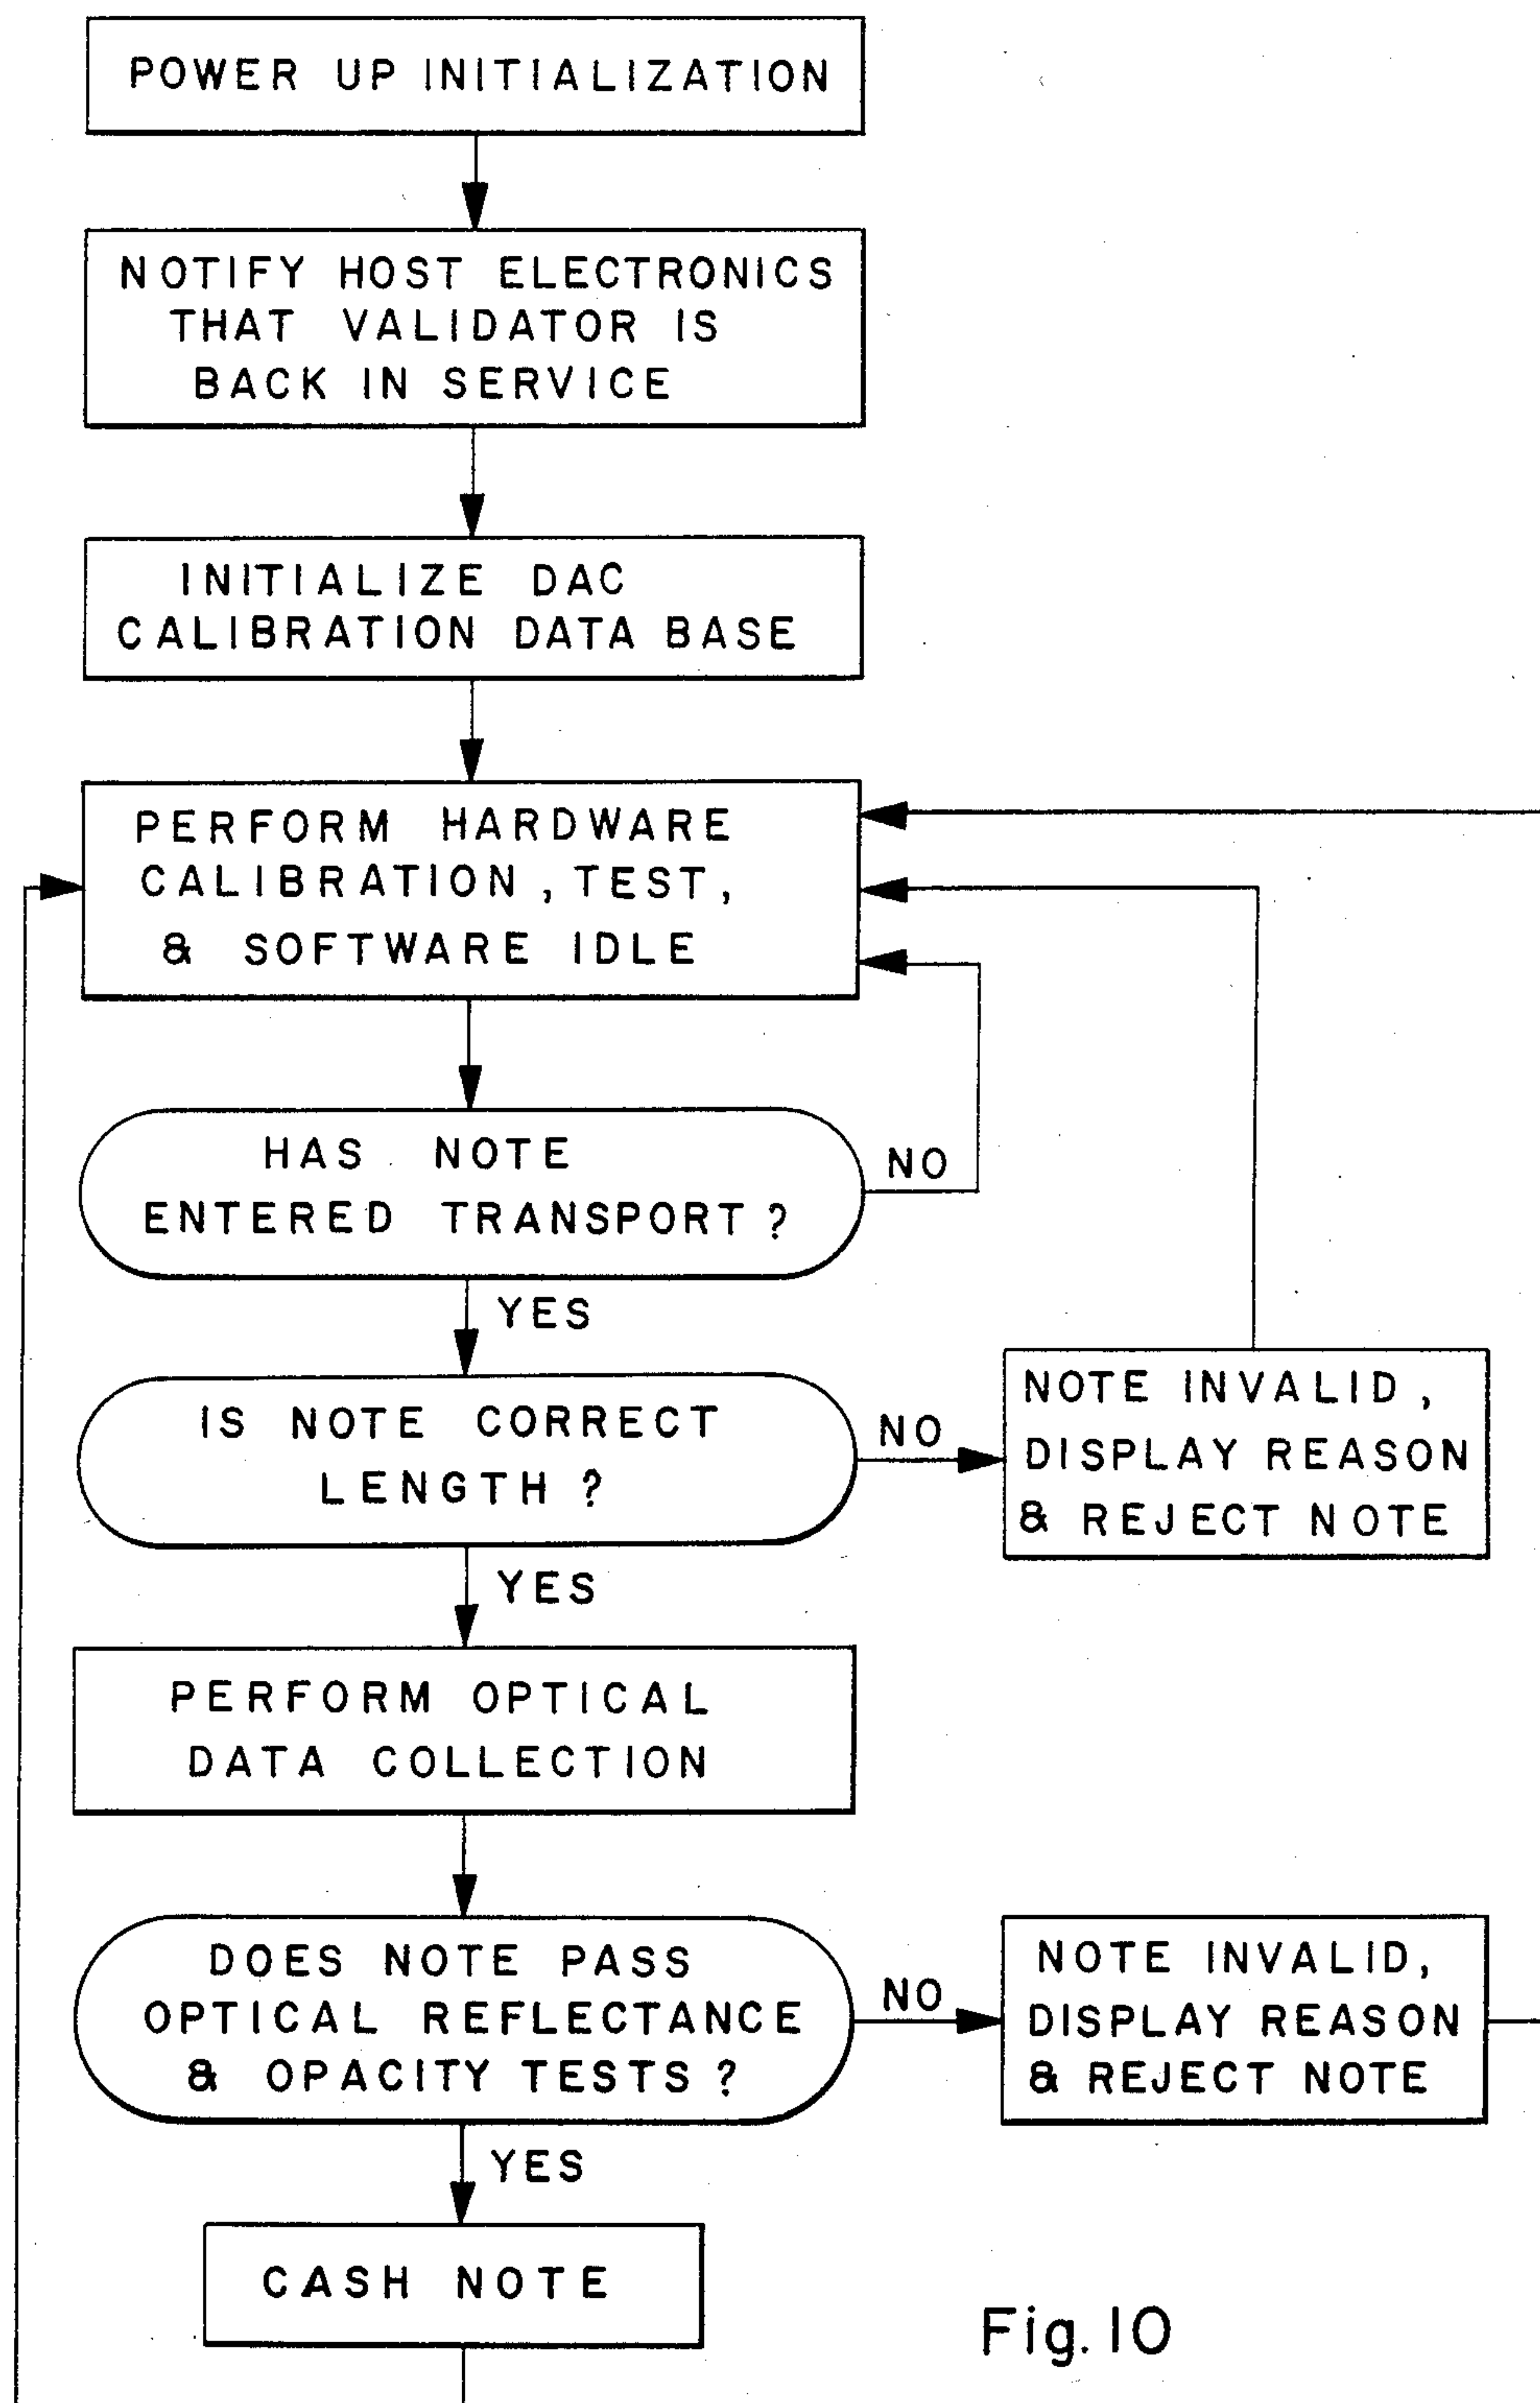 POWER UP INITIALIZATION
NOTIFY HOST ELECTRONICS
THAT VALIDATOR IS
BACK IN SERVICE
INITIALIZE DAC
CALIBRATION DATA BASE
PERFORM HARDWARE
CALIBRATION, TEST,
& SOFTWARE IDLE
HAS NOTE
ENTERED TRANSPORT?
NO
YES
IS NOTE CORRECT
LENGTH?
NO
NOTE INVALID,
DISPLAY REASON
& REJECT NOTE
YES
PERFORM OPTICAL
DATA COLLECTION
DOES NOTE PASS
OPTICAL REFLECTANCE
& OPACITY TESTS?
NO
NOTE INVALID,
DISPLAY REASON
& REJECT NOTE
YES
CASH NOTE
Fig. 10